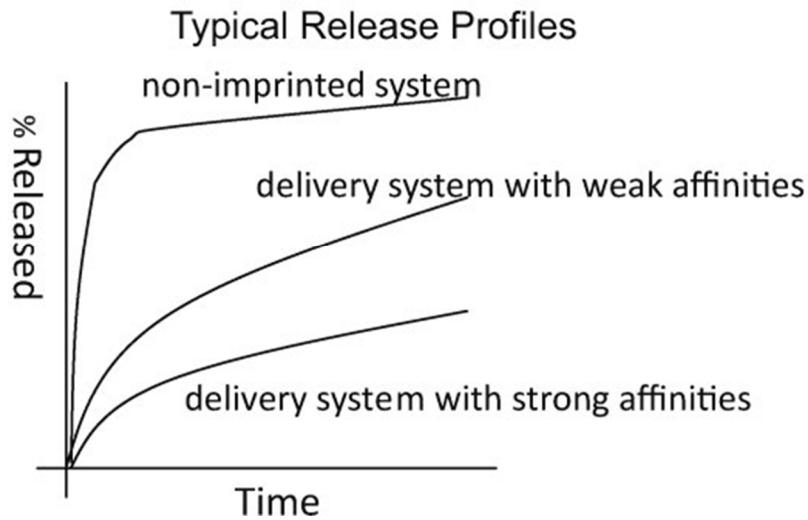 Typical Release Profiles
non-imprinted system
% Released
delivery system with weak affinities
delivery system with strong affinities
Time